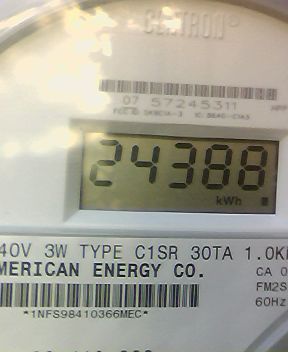 CENTRON®
07 57245311
24388
kWh
40V 3W TYPE C1SR 30TA 1.0K
MERICAN ENERGY CO.
CA 0
FM2S
60Hz
*1NFS98410366MEC*